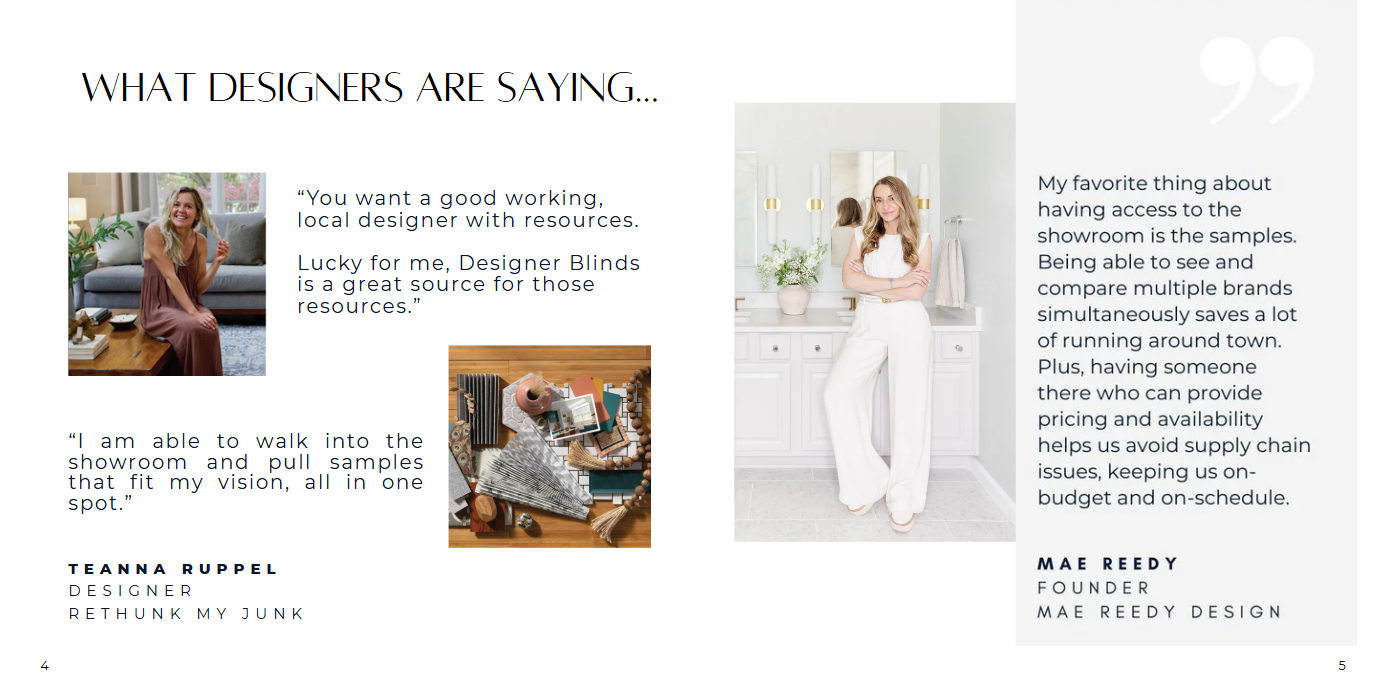 WHAT DESIGNERS ARE SAYING...
“You want a good working,
local designer with resources.
Lucky for me, Designer Blinds
is a great source for those
resources.”
“I am able to walk into the
showroom and pull samples
that fit my vision, all in one
spot.”
TEANNA RUPPEL
DESIGNER
RETHUNK MY JUNK
4
”
My favorite thing about
having access to the
showroom is the samples.
Being able to see and
compare multiple brands
simultaneously saves a lot
of running around town.
Plus, having someone
there who can provide
pricing and availability
helps us avoid supply chain
issues, keeping us on-
budget and on-schedule.
MAE REEDY
FOUNDER
MAE REEDY DESIGN
5